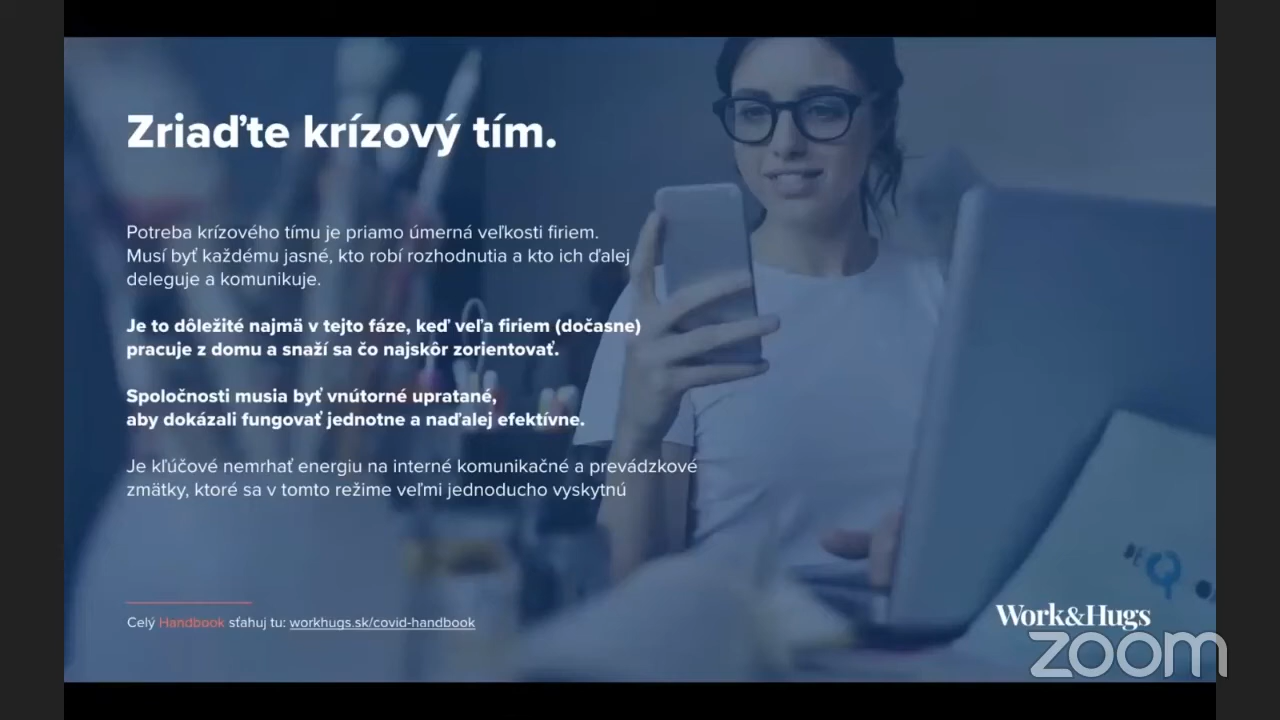 Zriaďte krízový tím.
Potreba krízového tímu je priamo úmerná veľkosti firiem.
Musí byť každému jasné, kto robí rozhodnutia a kto ich ďalej
deleguje a komunikuje.
Je to dôležité najmä v tejto fáze, keď veľa firiem (dočasne)
pracuje z domu a snaží sa čo najskôr zorientovať.
Spoločnosti musia byť vnútorné upratané,
aby dokázali fungovať jednotne a naďalej efektívne.
Je kľúčové nemrhať energiu na interné komunikačné a prevádzkové
zmätky, ktoré sa v tomto režime veľmi jednoducho vyskytnú
Celý Handbook sťahuj tu: workhugs.sk/covid-handbook
Work&Hugs
zoom